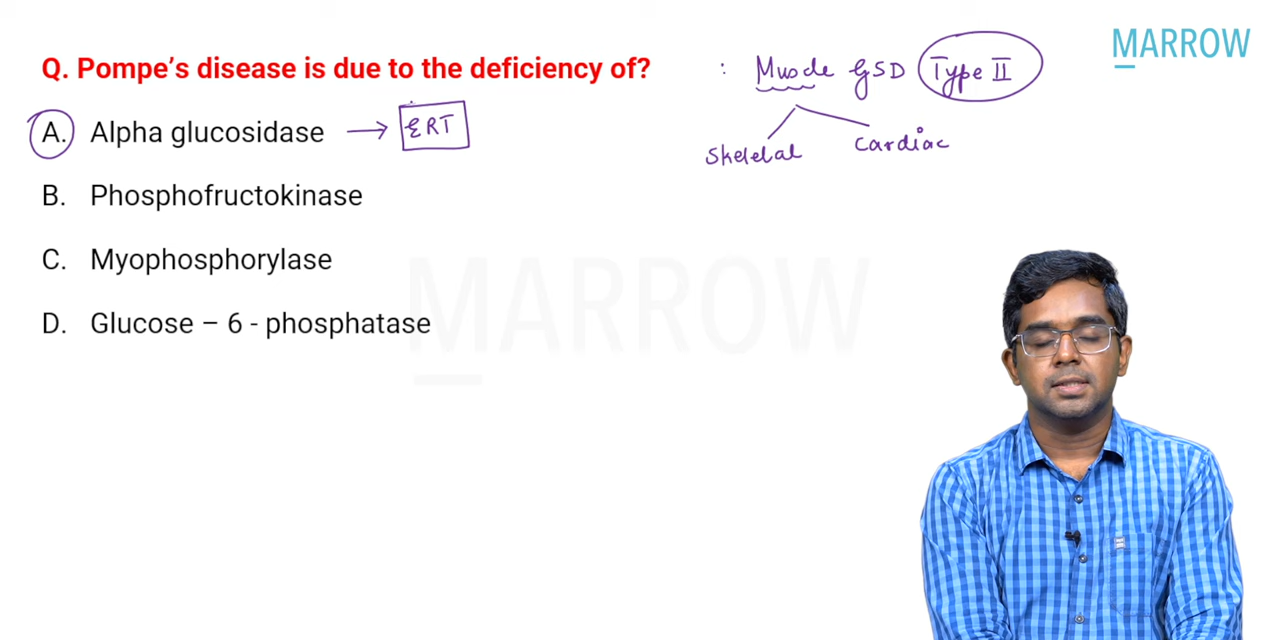 MARROW
Q. Pompe's disease is due to the deficiency of?
: Muscle GSD Type II
Skeletal Cardiac
A. Alpha glucosidase → ERT
B. Phosphofructokinase
C. Myophosphorylase
D. Glucose – 6 - phosphatase
MARROW